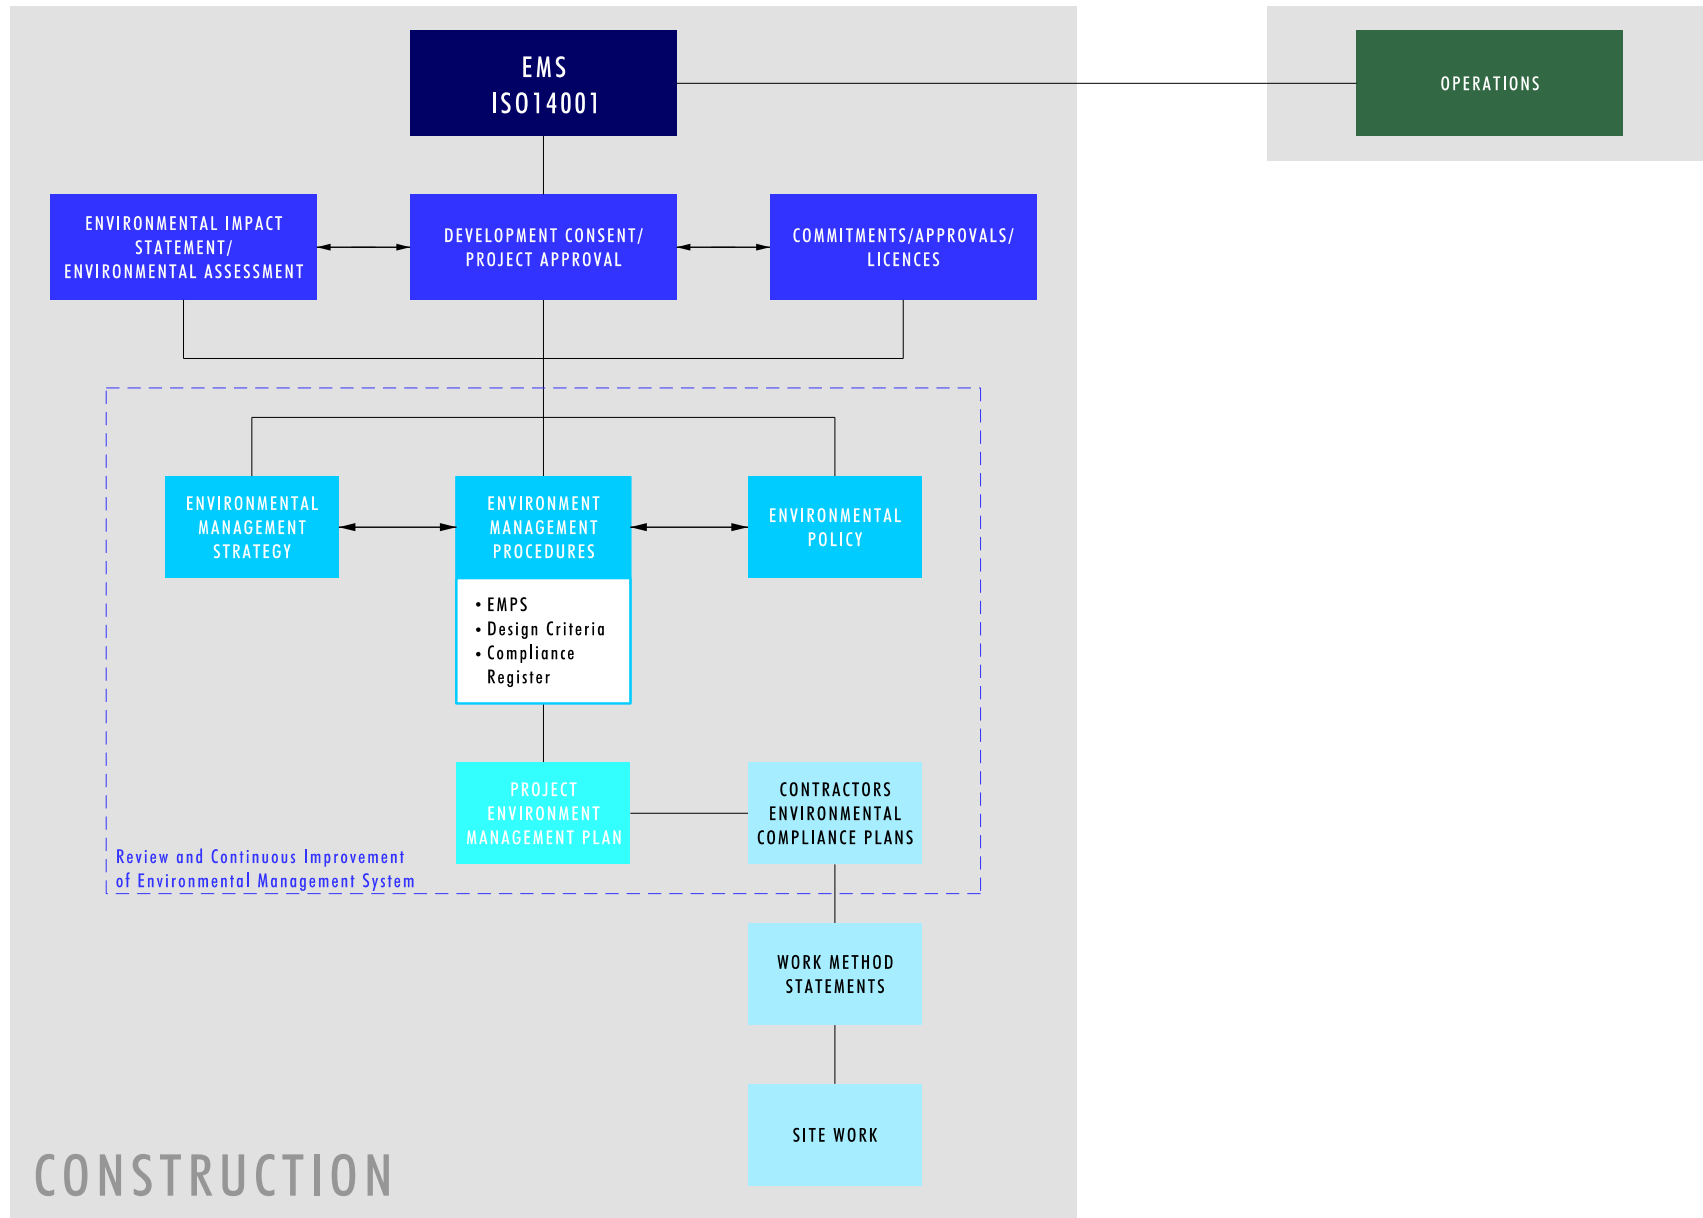 EMS
ISO14001
OPERATIONS
ENVIRONMENTAL IMPACT
STATEMENT/
ENVIRONMENTAL ASSESSMENT
DEVELOPMENT CONSENT/
PROJECT APPROVAL
COMMITMENTS/APPROVALS/
LICENCES
ENVIRONMENTAL
MANAGEMENT
STRATEGY
ENVIRONMENT
MANAGEMENT
PROCEDURES
ENVIRONMENTAL
POLICY
• EMPS
• Design Criteria
• Compliance
Register
PROJECT
ENVIRONMENT
MANAGEMENT PLAN
CONTRACTORS
ENVIRONMENTAL
COMPLIANCE PLANS
Review and Continuous Improvement
of Environmental Management System
WORK METHOD
STATEMENTS
SITE WORK
CONSTRUCTION